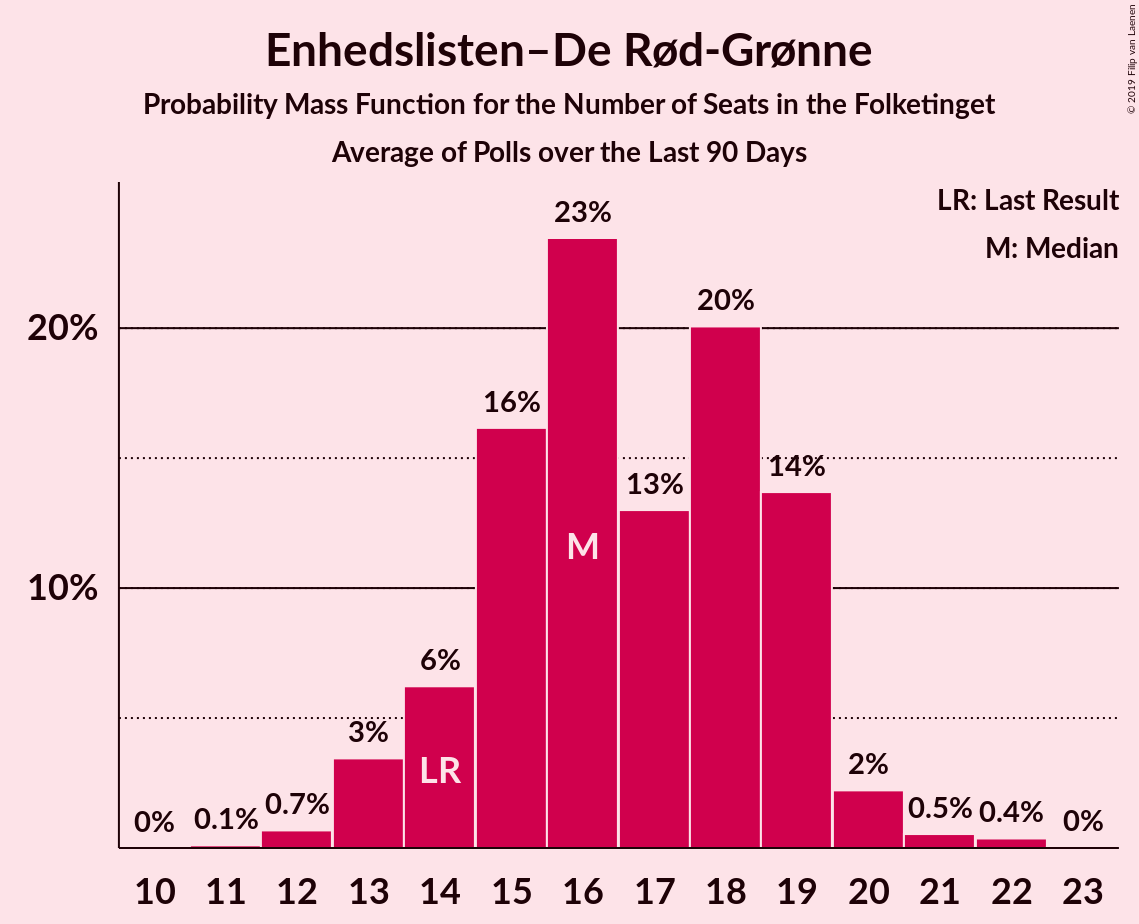 Enhedslisten–De Rød-Grønne
Probability Mass Function for the Number of Seats in the Folketinget
Average of Polls over the Last 90 Days
© 2019 Filip van Laenen
LR: Last Result
M: Median
20%
10%
0%
0.1%
0.7%
3%
6%
16%
23%
13%
20%
14%
2%
0.5%
0.4%
0%
LR
M
10 11 12 13 14 15 16 17 18 19 20 21 22 23